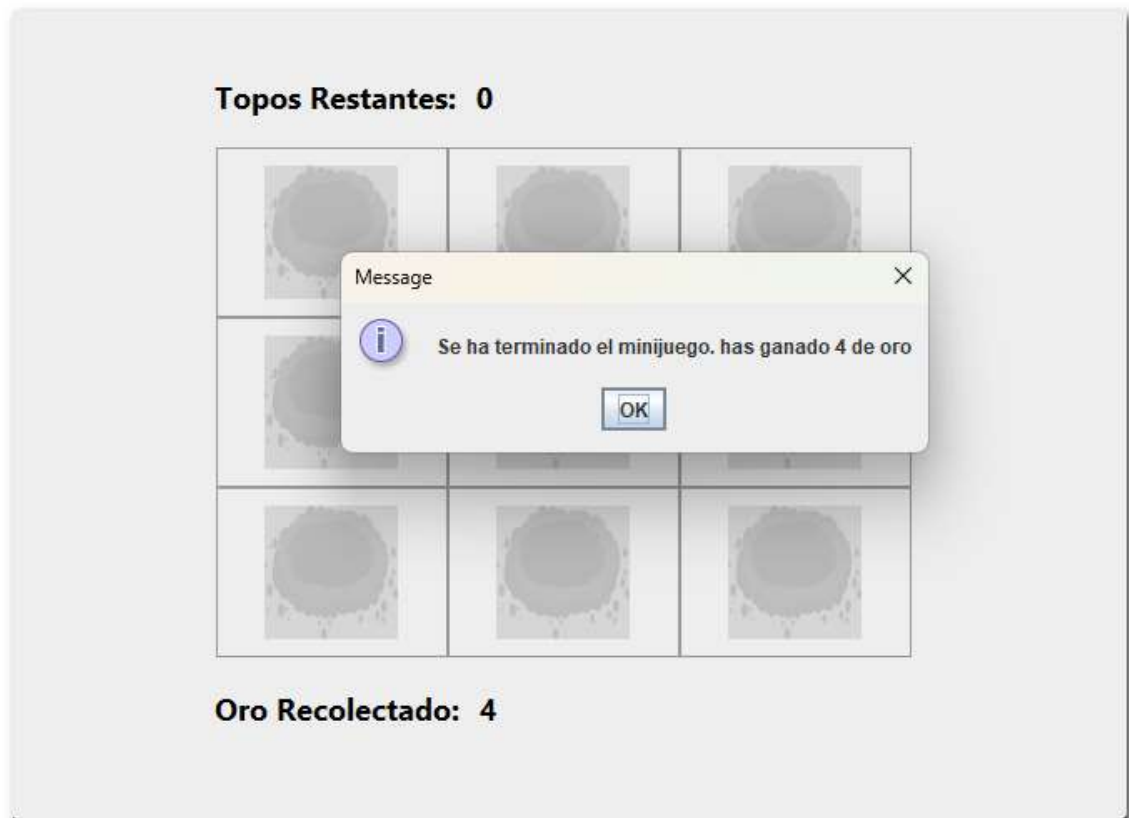 Topos Restantes: 0
Message
Se ha terminado el minijuego. has ganado 4 de oro
OK
Oro Recolectado: 4